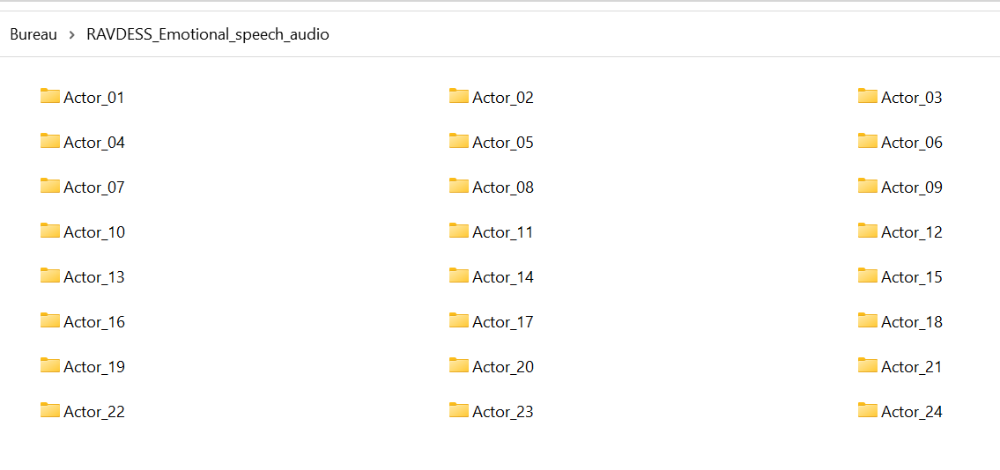 Bureau > RAVDESS_Emotional_speech_audio
Actor_01 Actor_02 Actor_03
Actor_04 Actor_05 Actor_06
Actor_07 Actor_08 Actor_09
Actor_10 Actor_11 Actor_12
Actor_13 Actor_14 Actor_15
Actor_16 Actor_17 Actor_18
Actor_19 Actor_20 Actor_21
Actor_22 Actor_23 Actor_24